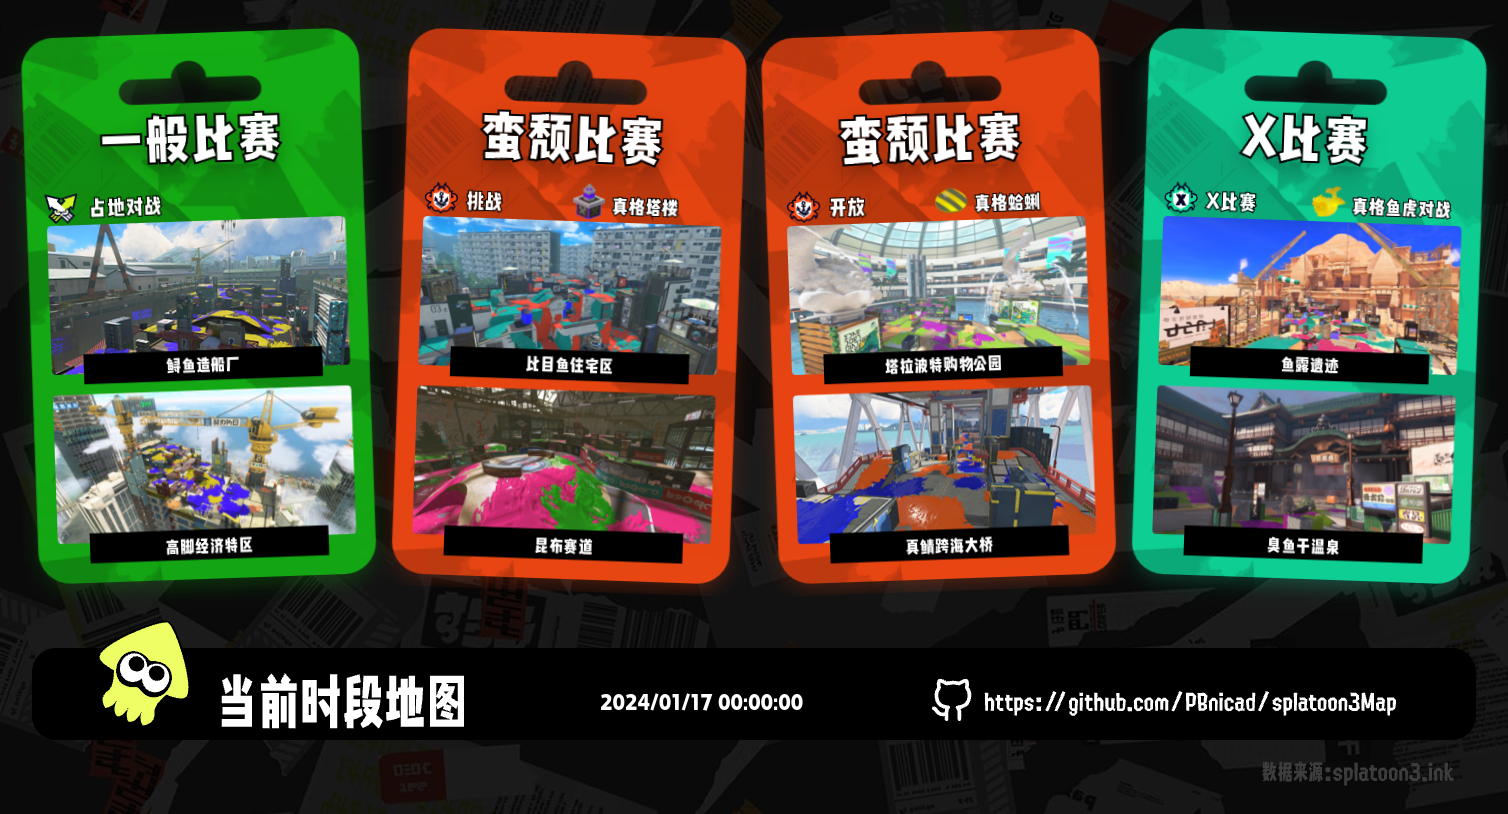 一般比赛
占地对战
鲟鱼造船厂
高脚经济特区
蛮颓比赛
挑战
真格塔楼
比目鱼住宅区
昆布赛道
蛮颓比赛
开放
真格蛤蜊
塔拉波特购物公园
真鲭跨海大桥
X比赛
X比赛
真格鱼虎对战
鱼露遗迹
臭鱼干温泉
当前时段地图
2024/01/17 00:00:00
https://github.com/PBnicad/splatoon3Map
数据来源:splatoon3.ink